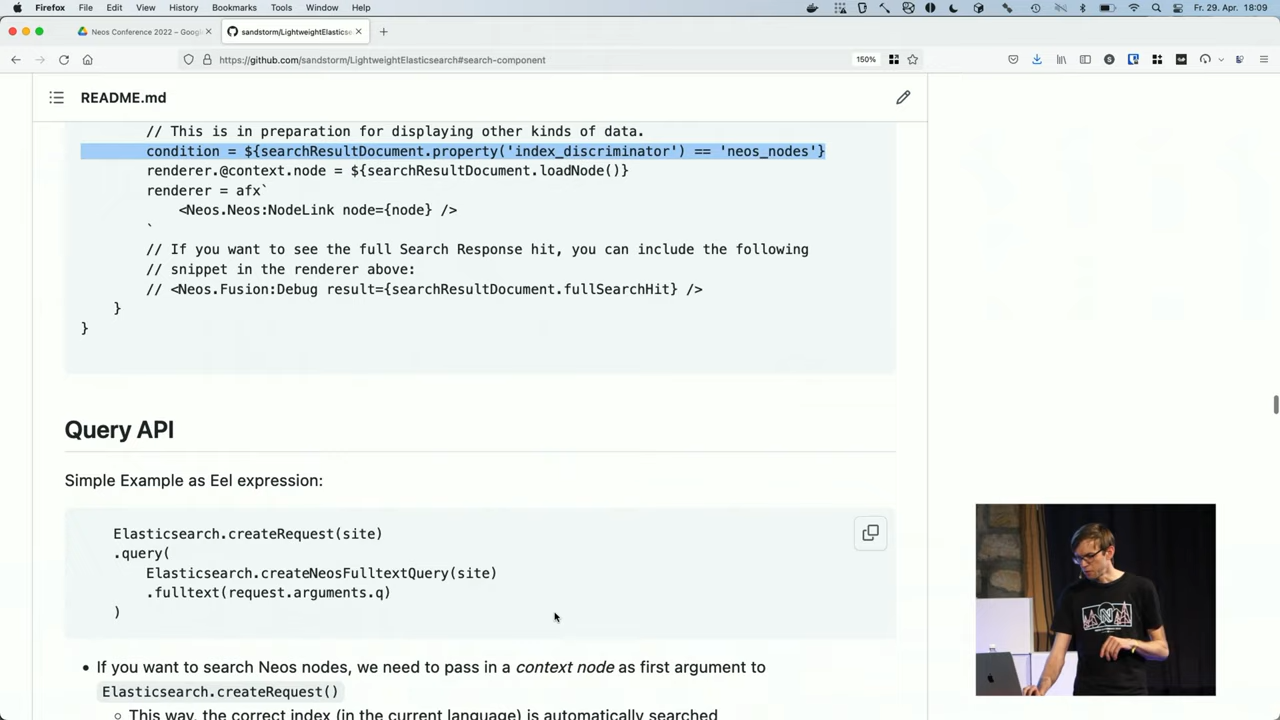 Firefox File Edit View History Bookmarks Tools Window Help Fr. 29. Apr. 18:09
Neos Conference 2022 – Googl
sandstorm/LightweightElasticse
https://github.com/sandstorm/LightweightElasticsearch#search-component
150%
README.md
// This is in preparation for displaying other kinds of data.
condition = ${searchResultDocument.property('index_discriminator') == 'neos_nodes'}
renderer.@context.node = ${searchResultDocument.loadNode()}
renderer = afx`
<Neos.Neos:NodeLink node={node} />
`
// If you want to see the full Search Response hit, you can include the following
// snippet in the renderer above:
// <Neos.Fusion:Debug result={searchResultDocument.fullSearchHit} />
}
}
Query API
Simple Example as Eel expression:
Elasticsearch.createRequest(site)
.query(
Elasticsearch.createNeosFulltextQuery(site)
.fulltext(request.arguments.q)
)
• If you want to search Neos nodes, we need to pass in a context node as first argument to
Elasticsearch.createRequest()
○ This way, the correct index (in the current language) is automatically searched